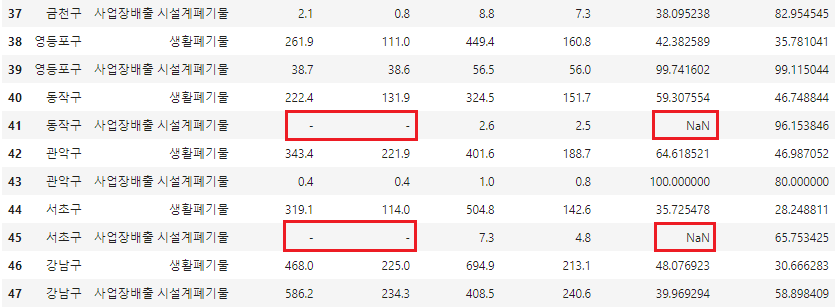 37 금천구 사업장배출 시설계폐기물 2.1 0.8 8.8 7.3 38.095238 82.954545
38 영등포구 생활폐기물 261.9 111.0 449.4 160.8 42.382589 35.781041
39 영등포구 사업장배출 시설계폐기물 38.7 38.6 56.5 56.0 99.741602 99.115044
40 동작구 생활폐기물 222.4 131.9 324.5 151.7 59.307554 46.748844
41 동작구 사업장배출 시설계폐기물 - - 2.6 2.5 NaN 96.153846
42 관악구 생활폐기물 343.4 221.9 401.6 188.7 64.618521 46.987052
43 관악구 사업장배출 시설계폐기물 0.4 0.4 1.0 0.8 100.000000 80.000000
44 서초구 생활폐기물 319.1 114.0 504.8 142.6 35.725478 28.248811
45 서초구 사업장배출 시설계폐기물 - - 7.3 4.8 NaN 65.753425
46 강남구 생활폐기물 468.0 225.0 694.9 213.1 48.076923 30.666283
47 강남구 사업장배출 시설계폐기물 586.2 234.3 408.5 240.6 39.969294 58.898409